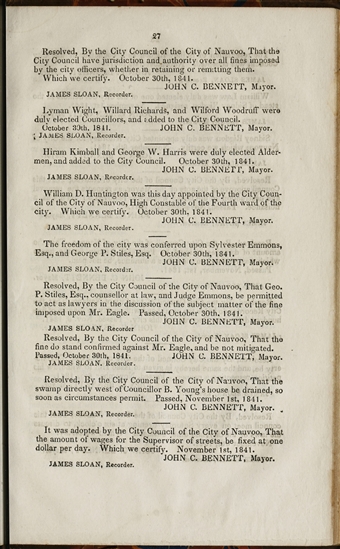 27
Resolved, By the City Council of the City of Nauvoo, That the
City Council have jurisdiction and authority over all fines imposed
by the city officers, whether in retaining or remitting them.
Which we certify. October 30th, 1841.
JOHN C. BENNETT, Mayor.
JAMES SLOAN, Recorder.
Lyman Wight, Willard Richards, and Wilford Woodruff were
duly elected Councillors, and added to the City Council.
October 30th, 1841. JOHN C. BENNETT, Mayor.
JAMES SLOAN, Recorder.
Hiram Kimball and George W. Harris were duly elected Alder-
men, and added to the City Council. October 30th, 1841.
JOHN C. BENNETT, Mayor.
JAMES SLOAN, Recorder.
William D. Huntington was this day appointed by the City Coun-
cil of the City of Nauvoo, High Constable of the Fourth ward of the
city. Which we certify. October 30th, 1841.
JOHN C. BENNETT, Mayor.
JAMES SLOAN, Recorder.
The freedom of the city was conferred upon Sylvester Emmons,
Esq., and George P. Stiles, Esq. October 30th, 1841.
JOHN C. BENNETT, Mayor.
JAMES SLOAN, Recorder.
Resolved, By the City Council of the City of Nauvoo, That Geo.
P. Stiles, Esq., counsellor at law, and Judge Emmons, be permitted
to act as lawyers in the discussion of the subject matter of the fine
imposed upon Mr. Eagle. Passed, October 30th, 1841.
JOHN C. BENNETT, Mayor.
JAMES SLOAN, Recorder
Resolved, By the City Council of the City of Nauvoo, That the
fine do stand confirmed against Mr. Eagle, and be not mitigated.
Passed, October 30th, 1841. JOHN C. BENNETT, Mayor.
JAMES SLOAN, Recorder.
Resolved, By the City Council of the City of Nauvoo, That the
swamp directly west of Councillor B. Young's house be drained, so
soon as circumstances permit. Passed, November 1st, 1841.
JOHN C. BENNETT, Mayor.
JAMES SLOAN, Recorder.
It was adopted by the City Council of the City of Nauvoo, That
the amount of wages for the Supervisor of streets, be fixed at one
dollar per day. Which we certify. November 1st, 1841.
JOHN C. BENNETT, Mayor.
JAMES SLOAN, Recorder.